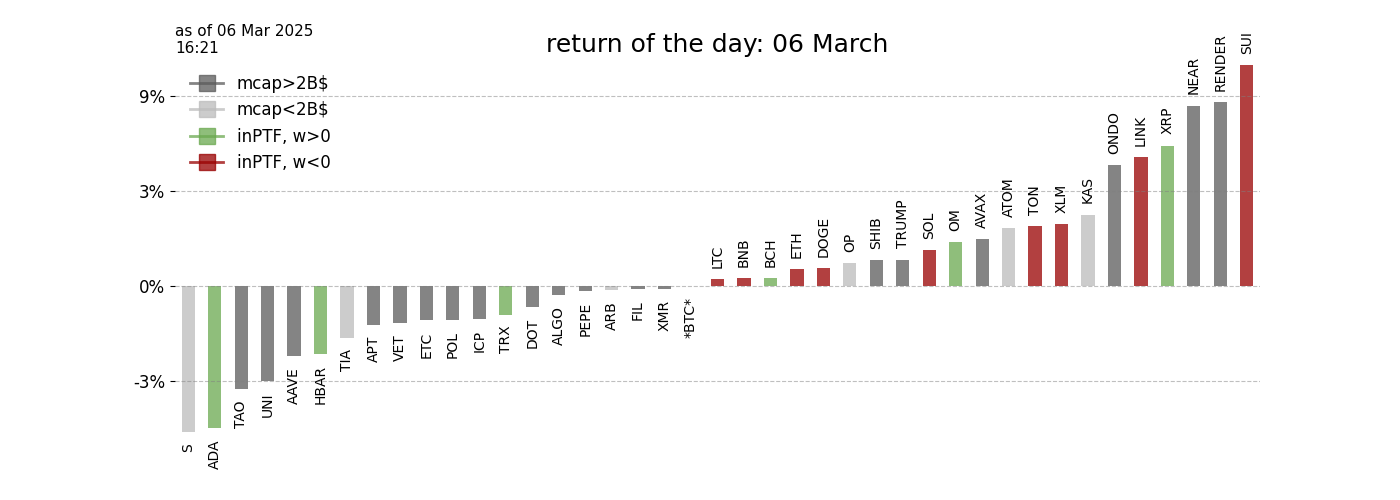 as of 06 Mar 2025
16:21
return of the day: 06 March
mcap>2B$
mcap<2B$
inPTF, w>0
inPTF, w<0
9%
3%
0%
-3%
S
ADA
TAO
UNI
AAVE
HBAR
TIA
APT
VET
ETC
POL
ICP
TRX
DOT
ALGO
PEPE
ARB
FIL
XMR
*BTC*
LTC
BNB
BCH
ETH
DOGE
OP
SHIB
TRUMP
SOL
OM
AVAX
ATOM
TON
XLM
KAS
ONDO
LINK
XRP
NEAR
RENDER
SUI